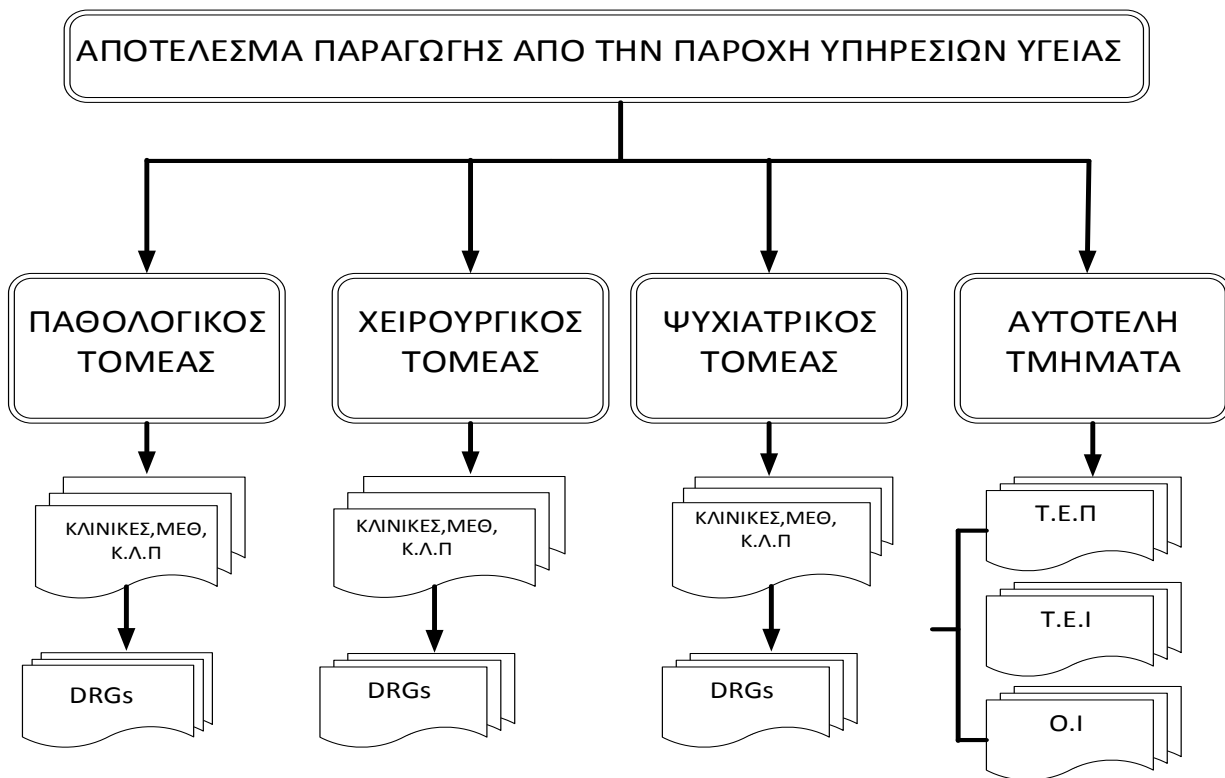 ΑΠΟΤΕΛΕΣΜΑ ΠΑΡΑΓΩΓΗΣ ΑΠΟ ΤΗΝ ΠΑΡΟΧΗ ΥΠΗΡΕΣΙΩΝ ΥΓΕΙΑΣ
ΠΑΘΟΛΟΓΙΚΟΣ
ΤΟΜΕΑΣ
ΧΕΙΡΟΥΡΓΙΚΟΣ
ΤΟΜΕΑΣ
ΨΥΧΙΑΤΡΙΚΟΣ
ΤΟΜΕΑΣ
ΑΥΤΟΤΕΛΗ
ΤΜΗΜΑΤΑ
ΚΛΙΝΙΚΕΣ,ΜΕΘ,
Κ.Λ.Π
ΚΛΙΝΙΚΕΣ,ΜΕΘ,
Κ.Λ.Π
ΚΛΙΝΙΚΕΣ,ΜΕΘ,
Κ.Λ.Π
Τ.Ε.Π
Τ.Ε.Ι
Ο.Ι
DRGs
DRGs
DRGs